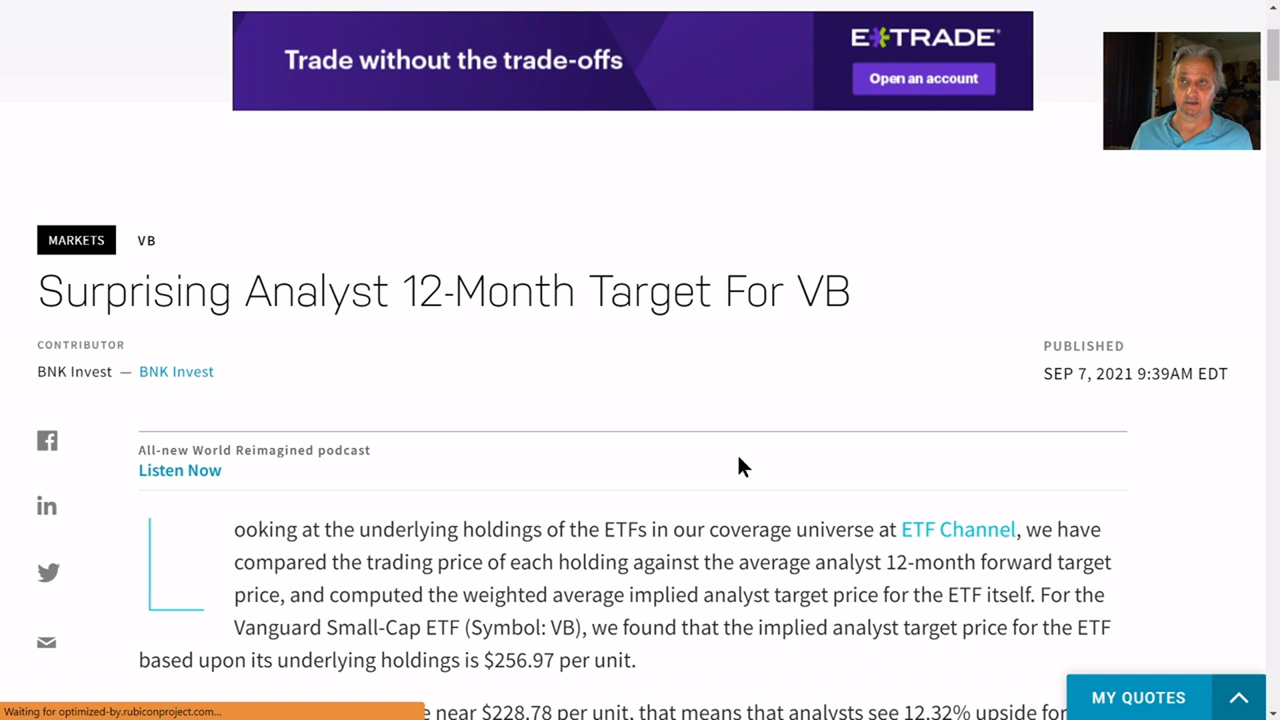 Trade without the trade-offs
E*TRADE
Open an account
MARKETS VB
Surprising Analyst 12-Month Target For VB
CONTRIBUTOR
BNK Invest — BNK Invest
PUBLISHED
SEP 7, 2021 9:39AM EDT
All-new World Reimagined podcast
Listen Now
Looking at the underlying holdings of the ETFs in our coverage universe at ETF Channel, we have
compared the trading price of each holding against the average analyst 12-month forward target
price, and computed the weighted average implied analyst target price for the ETF itself. For the
Vanguard Small-Cap ETF (Symbol: VB), we found that the implied analyst target price for the ETF
based upon its underlying holdings is $256.97 per unit.
near $228.78 per unit, that means that analysts see 12.32% upside for
MY QUOTES
Waiting for optimized-by.rubiconproject.com...